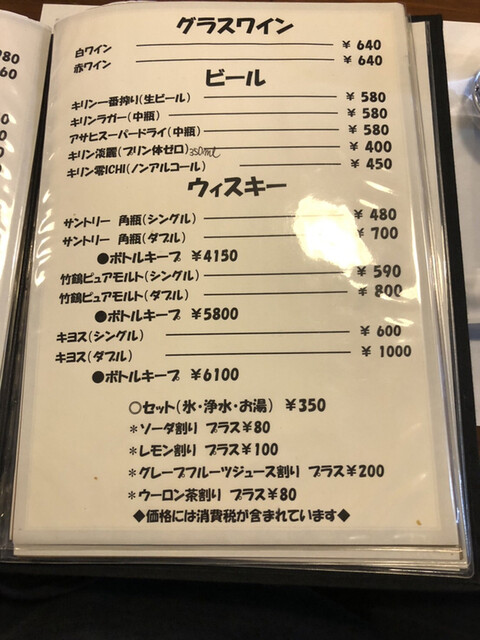 980
60
グラスワイン
白ワイン ¥ 640
赤ワイン ¥ 640
ビール
キリン一番搾り(生ビール) ¥ 580
キリンラガー(中瓶) ¥ 580
アサヒスーパードライ(中瓶) ¥ 580
キリン淡麗(プリン体ゼロ)350ml ¥ 400
キリン零ICHI(ノンアルコール) ¥ 450
ウィスキー
サントリー 角瓶(シングル) ¥ 480
サントリー 角瓶(ダブル) ¥ 700
●ボトルキープ ¥4150
竹鶴ピュアモルト(シングル) ¥ 590
竹鶴ピュアモルト(ダブル) ¥ 800
●ボトルキープ ¥5800
キヨス(シングル) ¥ 600
キヨス(ダブル) ¥ 1000
●ボトルキープ ¥6100
○セット(氷・浄水・お湯) ¥350
*ソーダ割り プラス¥80
*レモン割り プラス¥100
*グレープフルーツジュース割り プラス¥200
*ウーロン茶割り プラス¥80
◆価格には消費税が含まれています◆